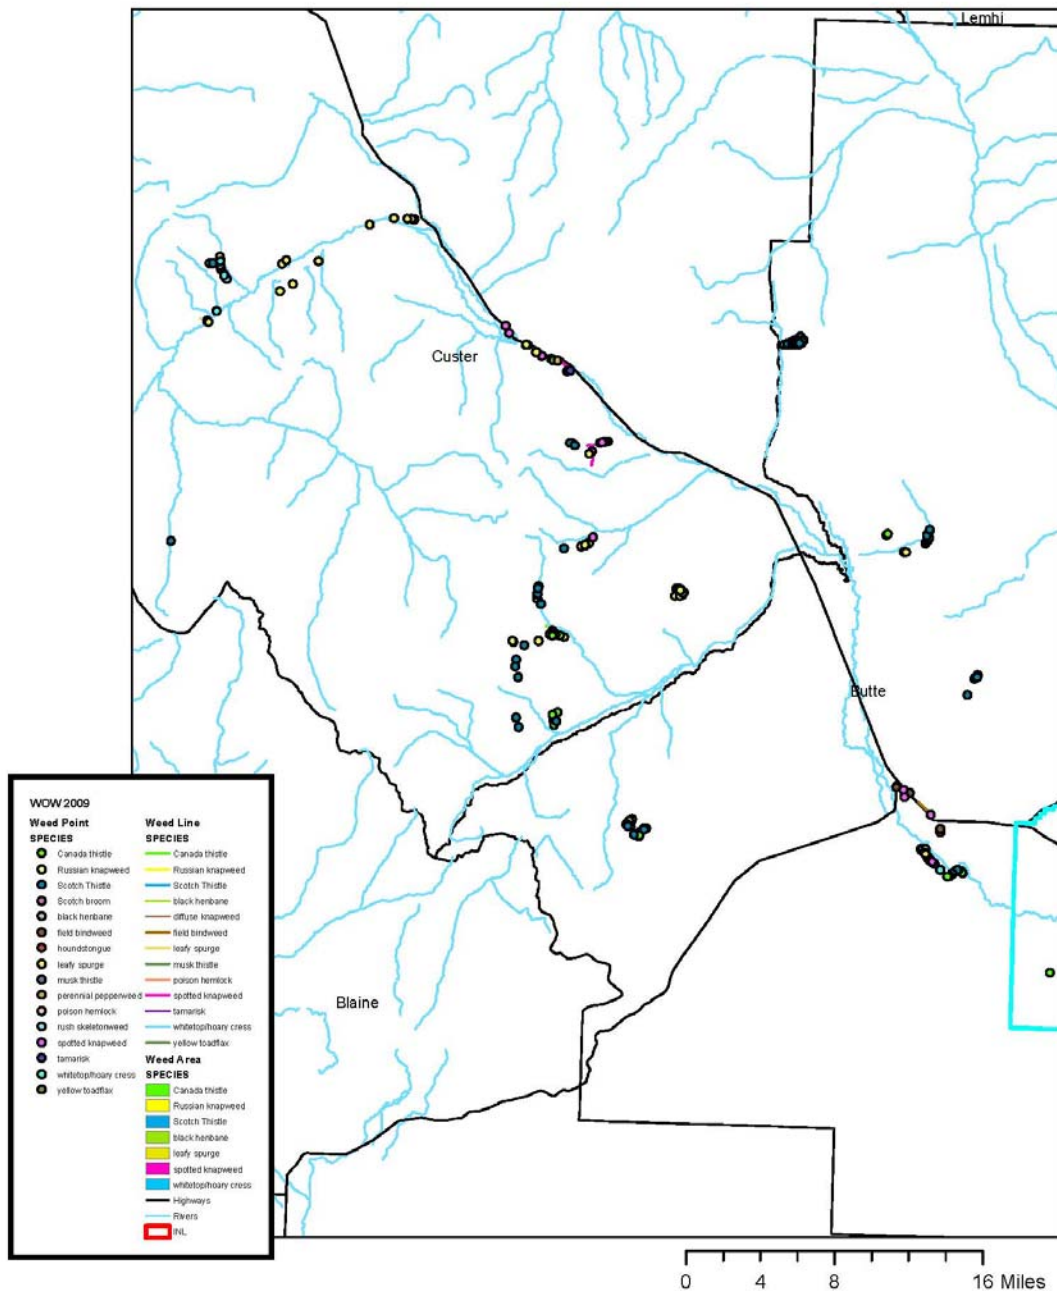 Lemhi
Custer
Butte
Blaine
WOW 2009
Weed Point
SPECIES
Canada thistle
Russian knapweed
Scotch Thistle
Scotch broom
black henbane
field bindweed
houndstongue
leafy spurge
musk thistle
perennial pepperweed
poison hemlock
rush skeletonweed
spotted knapweed
tamarisk
whitetop/hoary cress
yellow toadflax
Weed Line
SPECIES
Canada thistle
Russian knapweed
Scotch Thistle
black henbane
diffuse knapweed
field bindweed
leafy spurge
musk thistle
poison hemlock
spotted knapweed
tamarisk
whitetop/hoary cress
yellow toadflax
Weed Area
SPECIES
Canada thistle
Russian knapweed
Scotch Thistle
black henbane
leafy spurge
spotted knapweed
whitetop/hoary cress
Highways
Rivers
INL
0 4 8 16 Miles